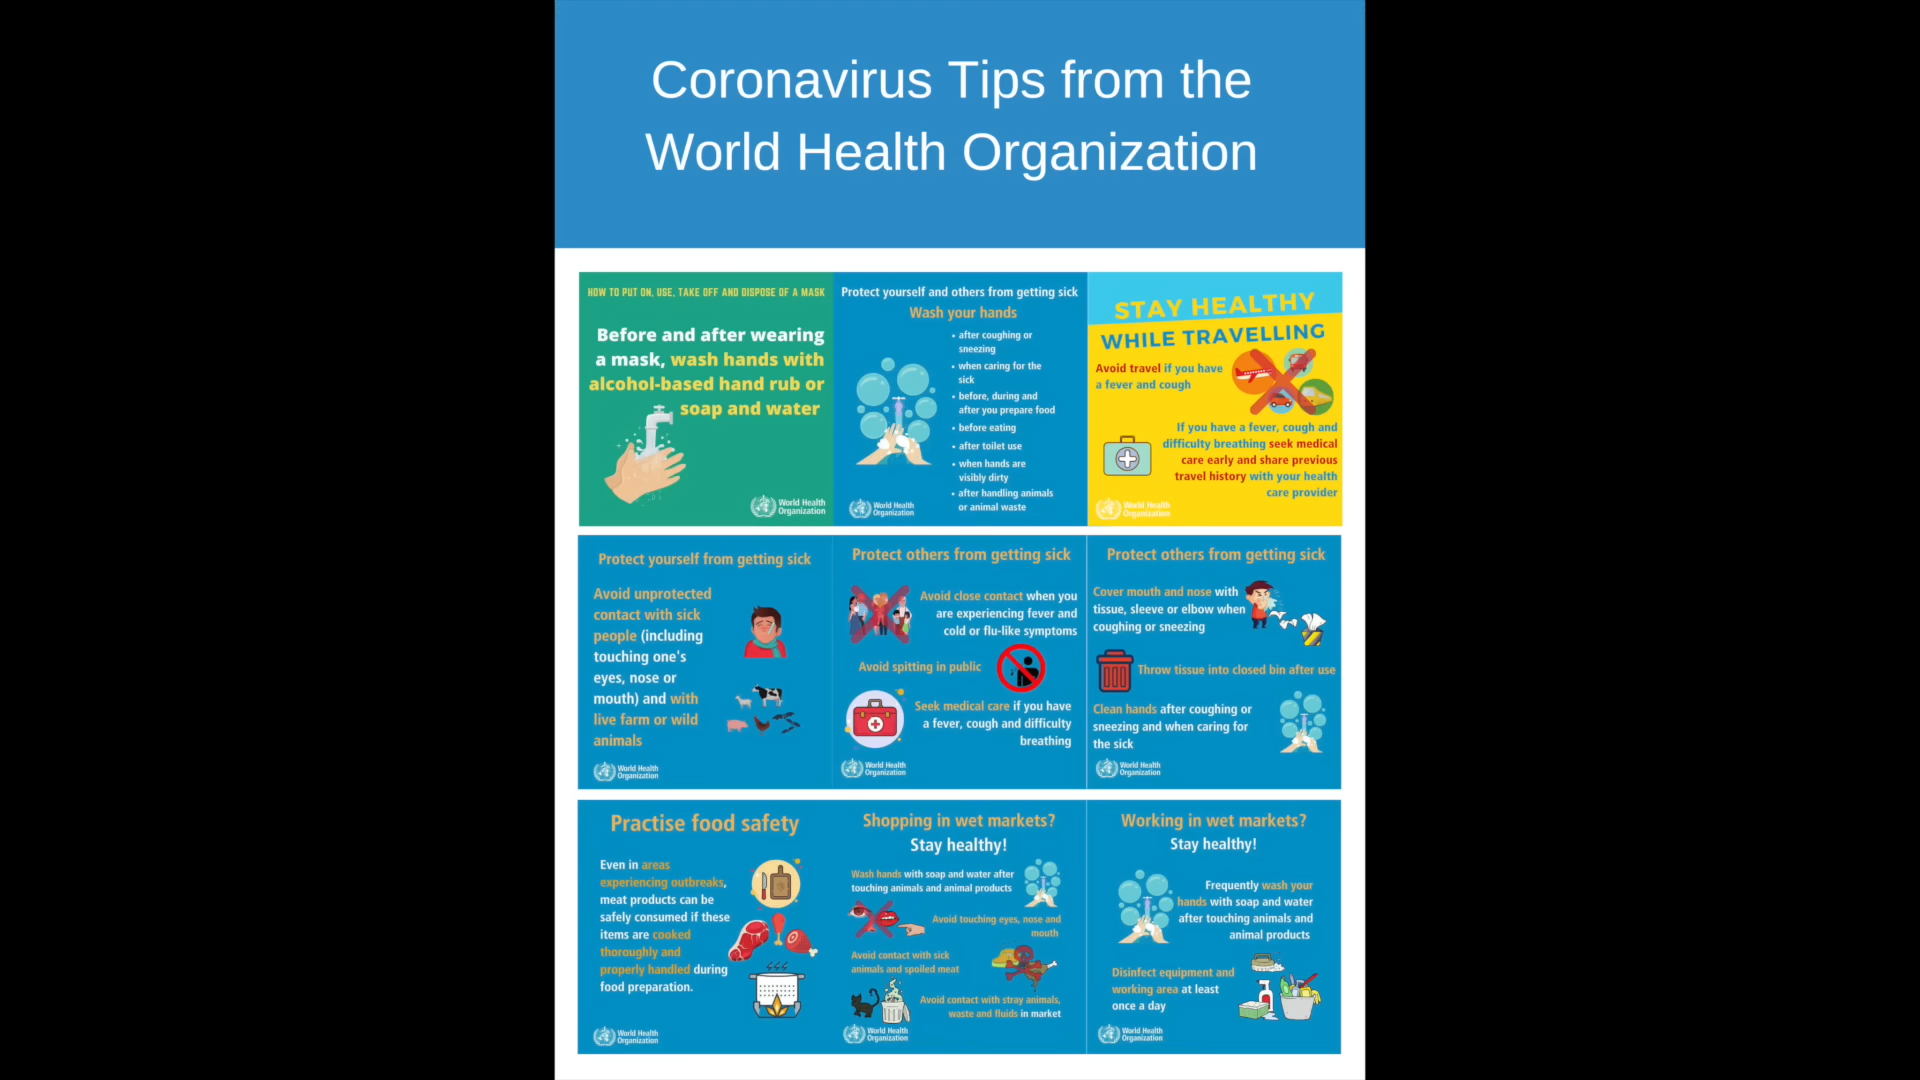 Coronavirus Tips from the
World Health Organization
HOW TO PUT ON, USE, TAKE OFF AND DISPOSE OF A MASK
Before and after wearing
a mask, wash hands with
alcohol-based hand rub or
soap and water
World Health
Organization
Protect yourself and others from getting sick
Wash your hands
• after coughing or
sneezing
• when caring for the
sick
• before, during and
after you prepare food
• before eating
• after toilet use
• when hands are
visibly dirty
• after handling animals
or animal waste
World Health
Organization
STAY HEALTHY
WHILE TRAVELLING
Avoid travel if you have
a fever and cough
If you have a fever, cough and
difficulty breathing seek medical
care early and share previous
travel history with your health
care provider
World Health
Organization
Protect yourself from getting sick
Avoid unprotected
contact with sick
people (including
touching one's
eyes, nose or
mouth) and with
live farm or wild
animals
World Health
Organization
Protect others from getting sick
Avoid close contact when you
are experiencing fever and
cold or flu-like symptoms
Avoid spitting in public
Seek medical care if you have
a fever, cough and difficulty
breathing
World Health
Organization
Protect others from getting sick
Cover mouth and nose with
tissue, sleeve or elbow when
coughing or sneezing
Throw tissue into closed bin after use
Clean hands after coughing or
sneezing and when caring for
the sick
World Health
Organization
Practise food safety
Even in areas
experiencing outbreaks,
meat products can be
safely consumed if these
items are cooked
thoroughly and
properly handled during
food preparation.
World Health
Organization
Shopping in wet markets?
Stay healthy!
Wash hands with soap and water after
touching animals and animal products
Avoid touching eyes, nose and
mouth
Avoid contact with sick
animals and spoiled meat
Avoid contact with stray animals,
waste and fluids in market
World Health
Organization
Working in wet markets?
Stay healthy!
Frequently wash your
hands with soap and water
after touching animals and
animal products
Disinfect equipment and
working area at least
once a day
World Health
Organization